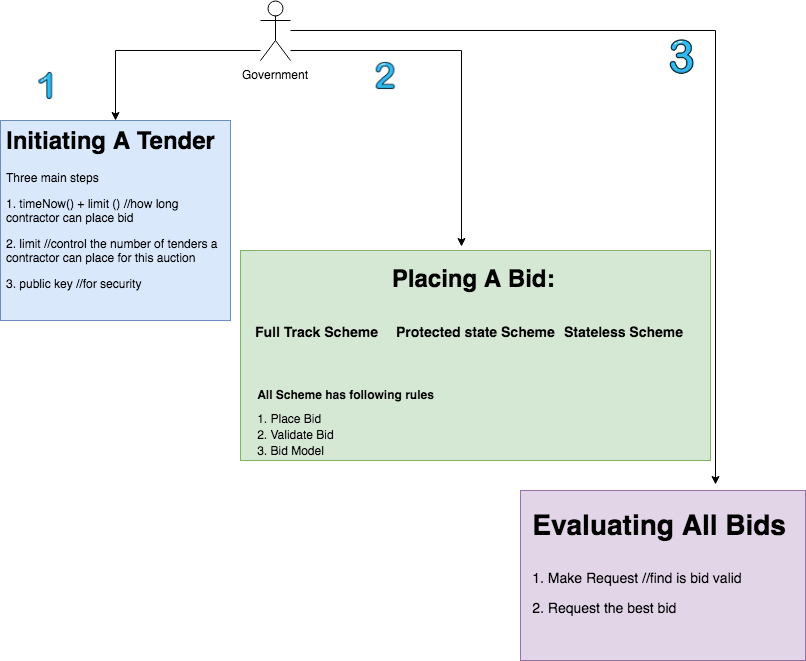 Government
1
2
3
Initiating A Tender
Three main steps
1. timeNow() + limit () //how long
contractor can place bid
2. limit //control the number of tenders a
contractor can place for this auction
3. public key //for security
Placing A Bid:
Full Track Scheme Protected state Scheme Stateless Scheme
All Scheme has following rules
1. Place Bid
2. Validate Bid
3. Bid Model
Evaluating All Bids
1. Make Request //find is bid valid
2. Request the best bid